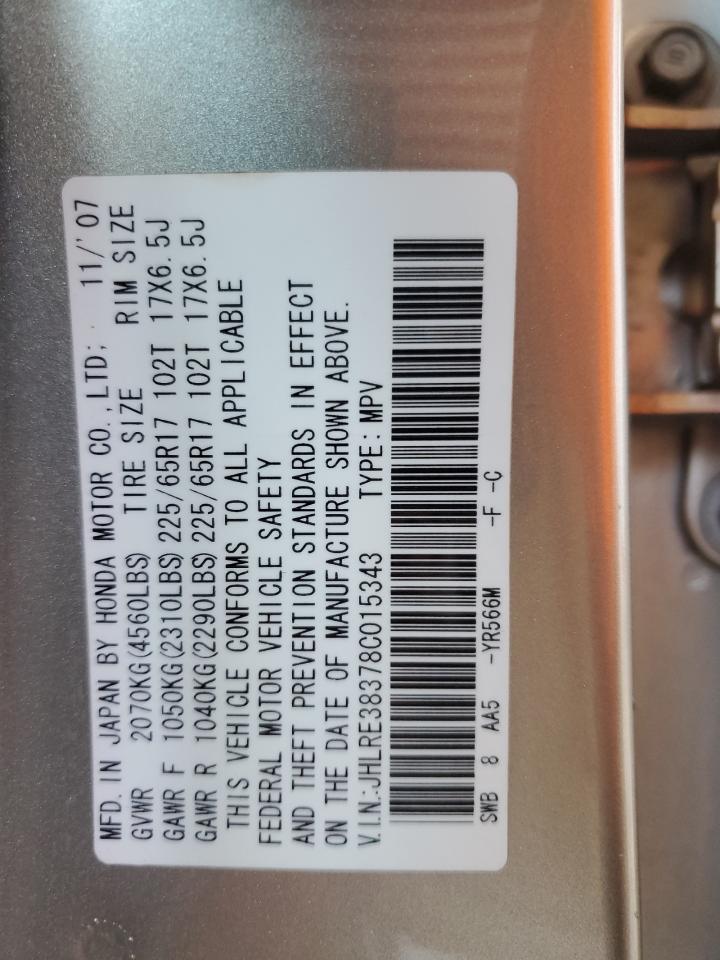 MFD. IN JAPAN BY HONDA MOTOR CO.,LTD; 11/'07
GVWR 2070KG(4560LBS) TIRE SIZE RIM SIZE
GAWR F 1050KG(2310LBS)225/65R17 102T 17X6.5J
GAWR R 1040KG(2290LBS)225/65R17 102T 17X6.5J
THIS VEHICLE CONFORMS TO ALL APPLICABLE
FEDERAL MOTOR VEHICLE SAFETY
AND THEFT PREVENTION STANDARDS IN EFFECT
ON THE DATE OF MANUFACTURE SHOWN ABOVE.
V.I.N:JHLRE38378C015343 TYPE:MPV
SWB 8 AA5 -YR566M -F -C